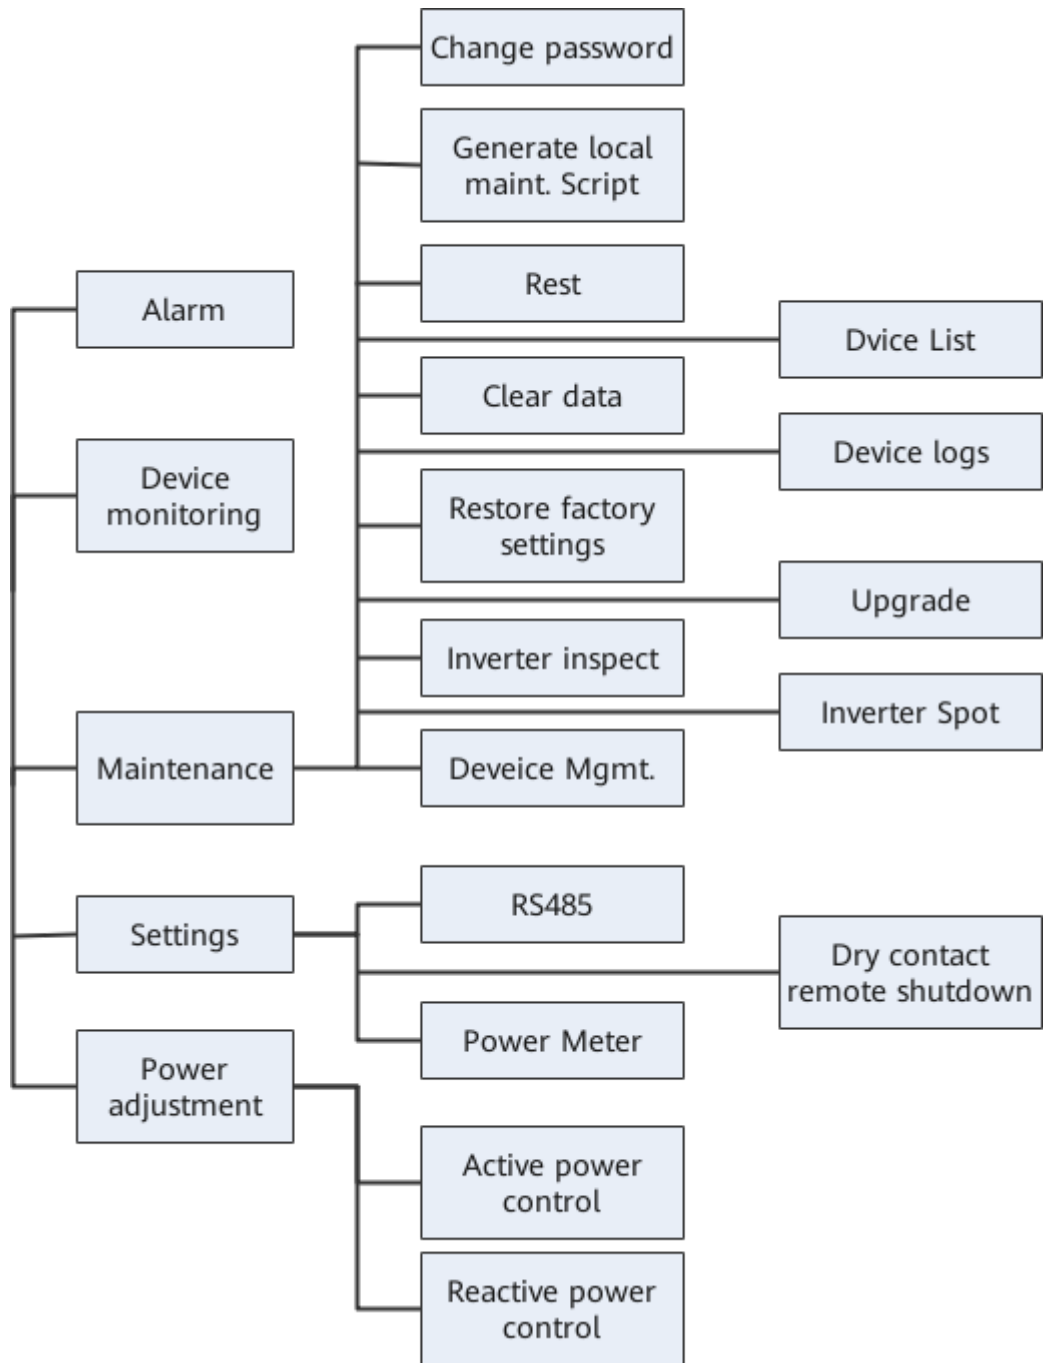 Change password
Generate local
maint. Script
Rest
Alarm
Dvice List
Clear data
Device logs
Device
monitoring
Restore factory
settings
Upgrade
Inverter inspect
Inverter Spot
Maintenance
Deveice Mgmt.
RS485
Settings
Dry contact
remote shutdown
Power Meter
Power
adjustment
Active power
control
Reactive power
control